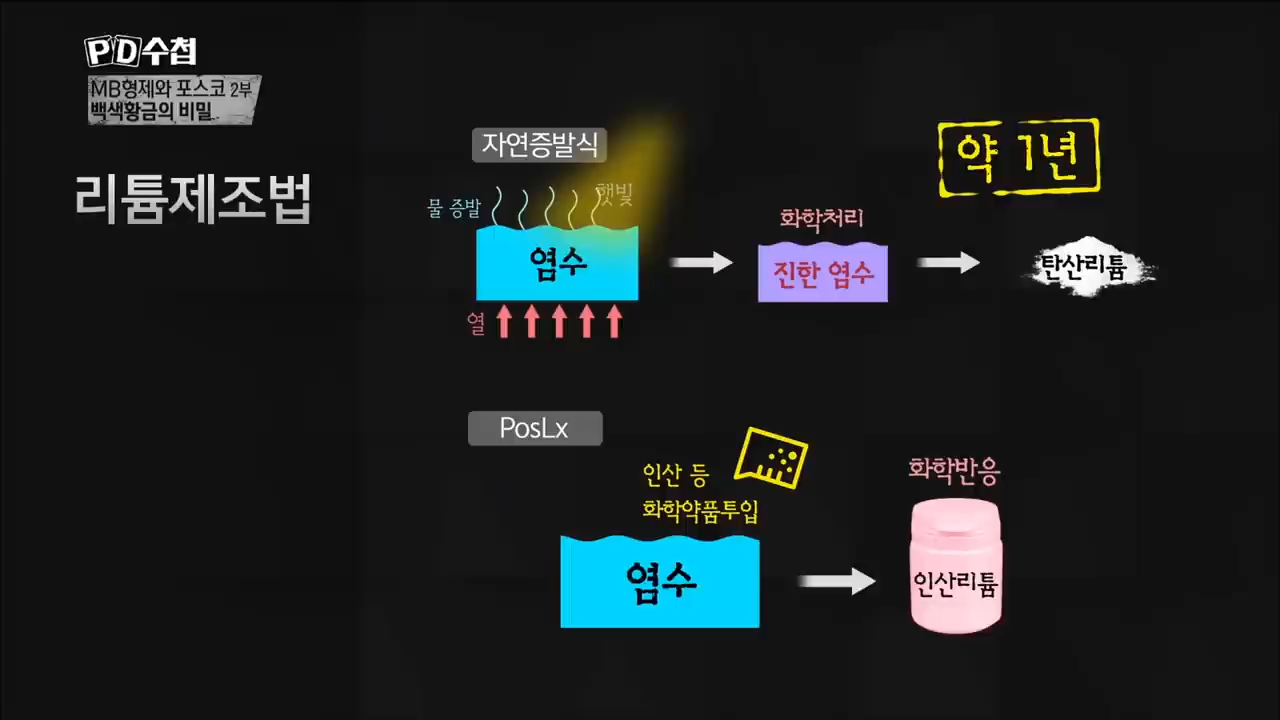 PD수첩
MB형제와 포스코 2부
백색황금의 비밀
리튬제조법
자연증발식
약 1년
물 증발
햇빛
염수
열
화학처리
진한 염수
탄산리튬
PosLx
인산 등
화학약품투입
염수
화학반응
인산리튬